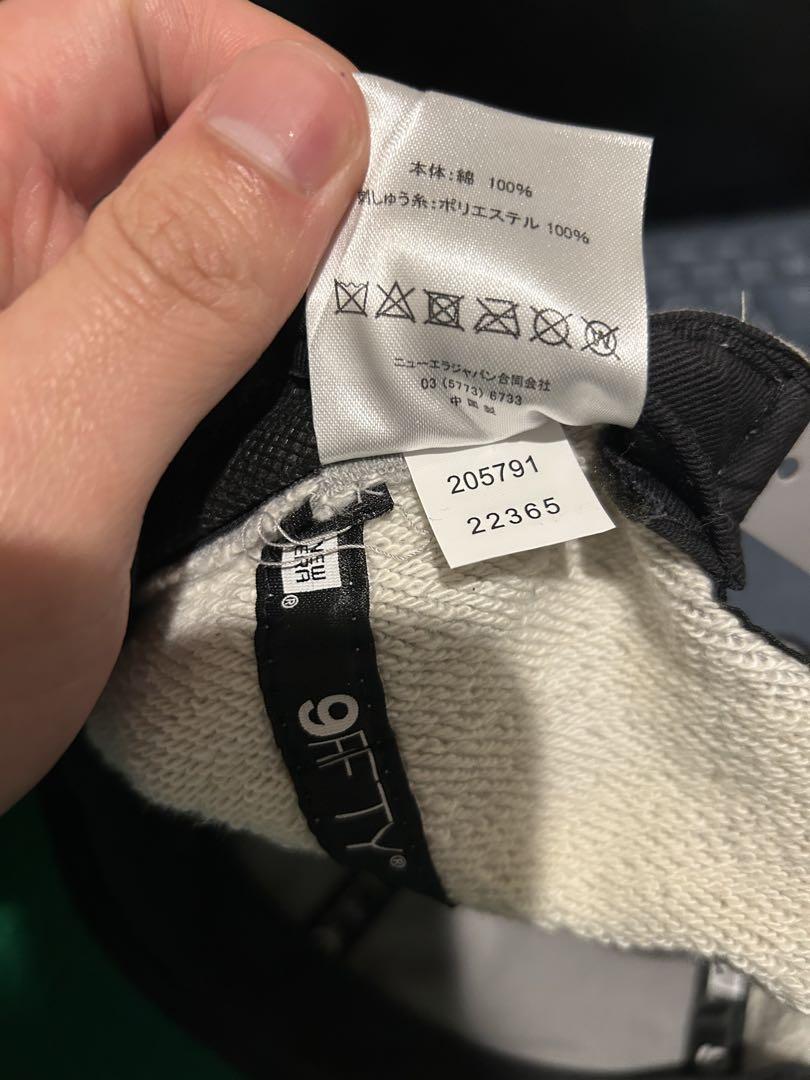 本体:綿 100%
刺しゅう糸:ポリエステル 100%
W
ニューエラジャパン合同会社
03 (5773) 6733
中国製
205791
22365
NEW
ERA
®
9FIFTY®